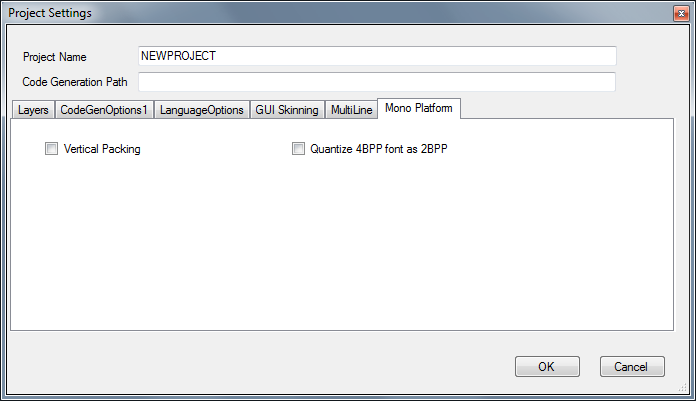 Project Settings
Project Name NEWPROJECT
Code Generation Path
Layers CodeGenOptions1 LanguageOptions GUI Skinning MultiLine Mono Platform
Vertical Packing Quantize 4BPP font as 2BPP
OK Cancel